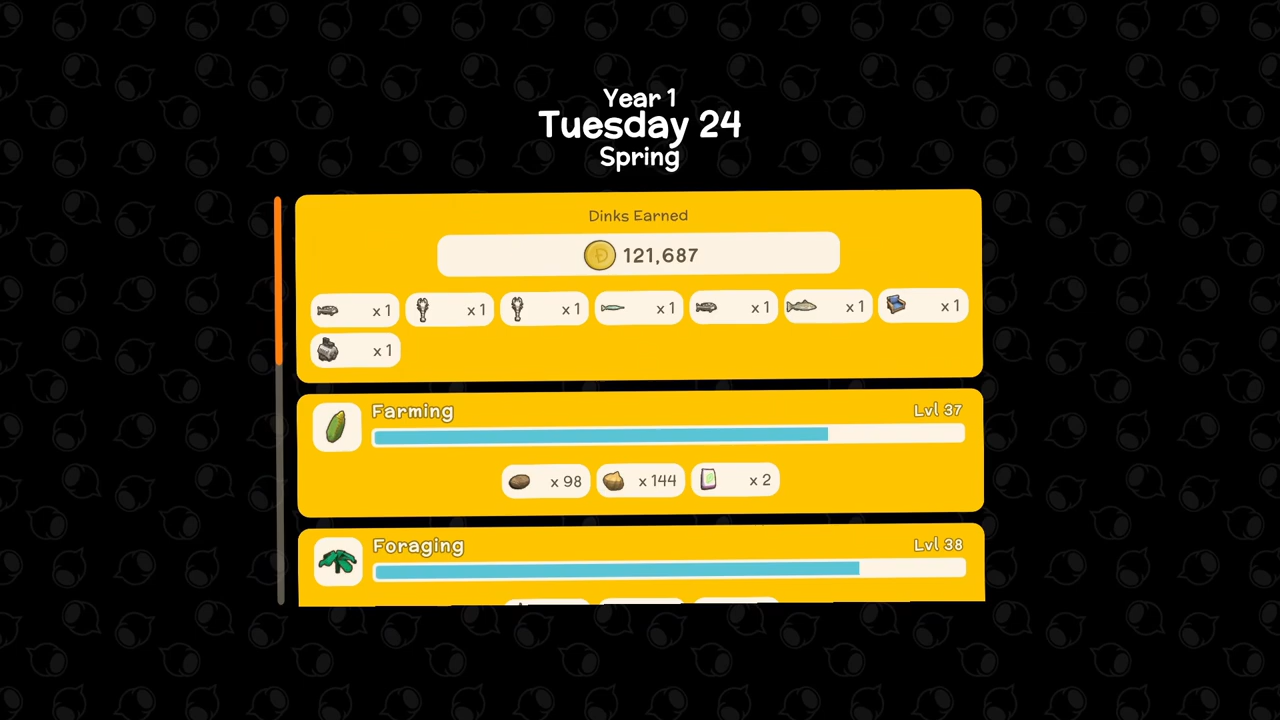 Year 1
Tuesday 24
Spring
Dinks Earned
121,687
x 1 x 1 x 1 x 1 x 1 x 1 x 1
x 1
Farming Lvl 37
x 98 x 144 x 2
Foraging Lvl 38